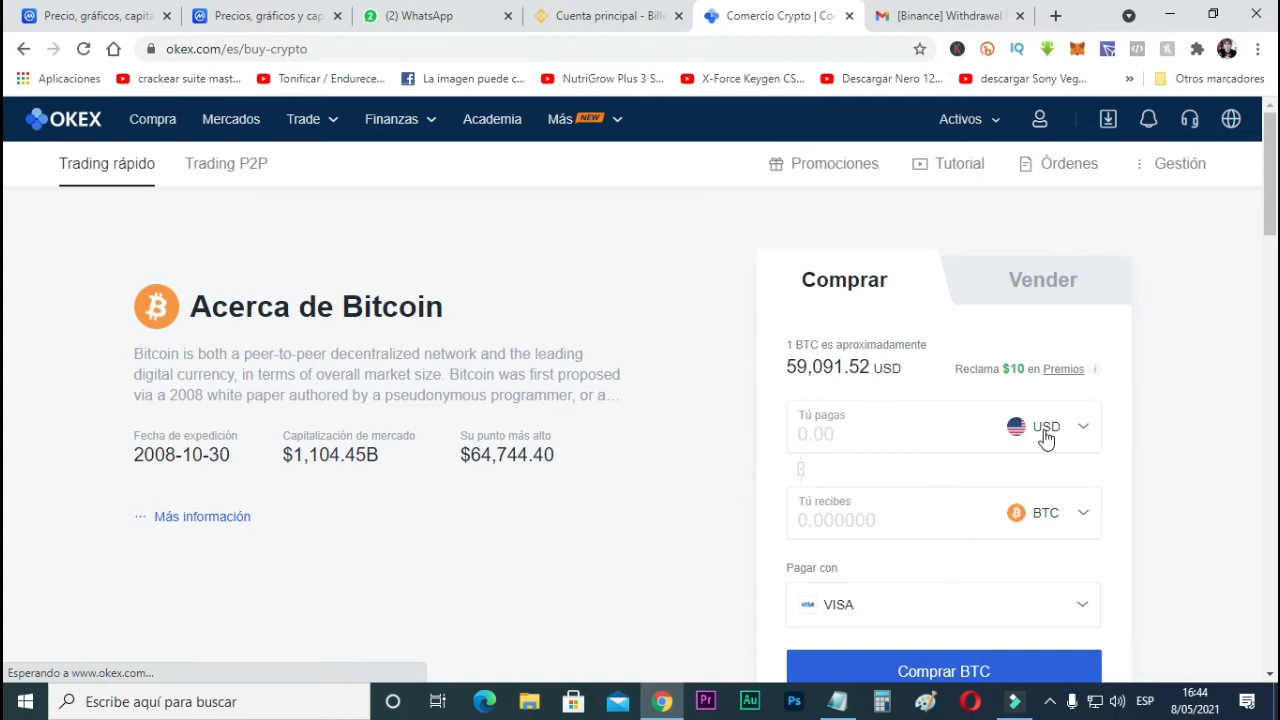 Precio, gráficos, capita
Precios, gráficos y cap
(2) WhatsApp
Cuenta principal - Bille
Comercio Crypto | Co
[Binance] Withdrawal
okex.com/es/buy-crypto
Aplicaciones
crackear suite mast...
Tonificar / Endurece...
La imagen puede c...
NutriGrow Plus 3 S...
X-Force Keygen CS...
Descargar Nero 12...
descargar Sony Veg...
»
Otros marcadores
OKEX
Compra
Mercados
Trade
Finanzas
Academia
Más NEW
Activos
Trading rápido
Trading P2P
Promociones
Tutorial
Órdenes
Gestión
Acerca de Bitcoin
Bitcoin is both a peer-to-peer decentralized network and the leading
digital currency, in terms of overall market size. Bitcoin was first proposed
via a 2008 white paper authored by a pseudonymous programmer, or a...
Fecha de expedición
2008-10-30
Capitalización de mercado
$1,104.45B
Su punto más alto
$64,744.40
Más información
Comprar
Vender
1 BTC es aproximadamente
59,091.52 USD
Reclama $10 en Premios
Tú pagas
0.00
USD
Tú recibes
0.000000
BTC
Pagar con
VISA
VISA
Comprar BTC
Esperando a www.okex.com...
Escribe aquí para buscar
Pr
Au
Ps
ESP
16:44
8/05/2021